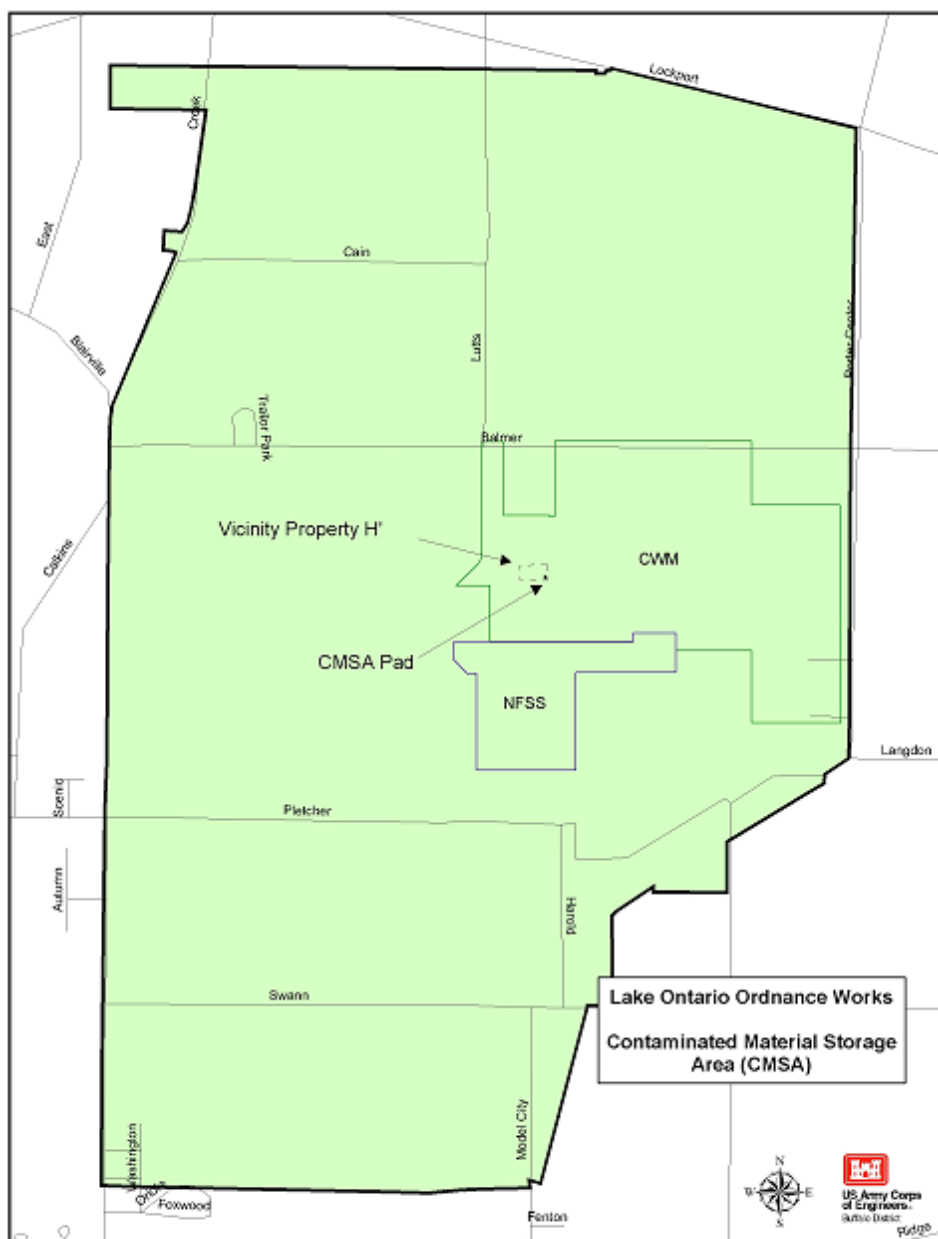 Lockport
Creek
East
Cain
Lutts
Porter Center
Blairville
Trailor Park
Balmer
Vicinity Property H'
CWM
Calkins
CMSA Pad
NFSS
Langdon
Scenic
Pletcher
Autumn
Harold
Swann
Lake Ontario Ordnance Works
Contaminated Material Storage
Area (CMSA)
Model City
Washington
Foxwood
Fenton
N
W
E
S
US Army Corps
of Engineers
Buffalo District
Ridge